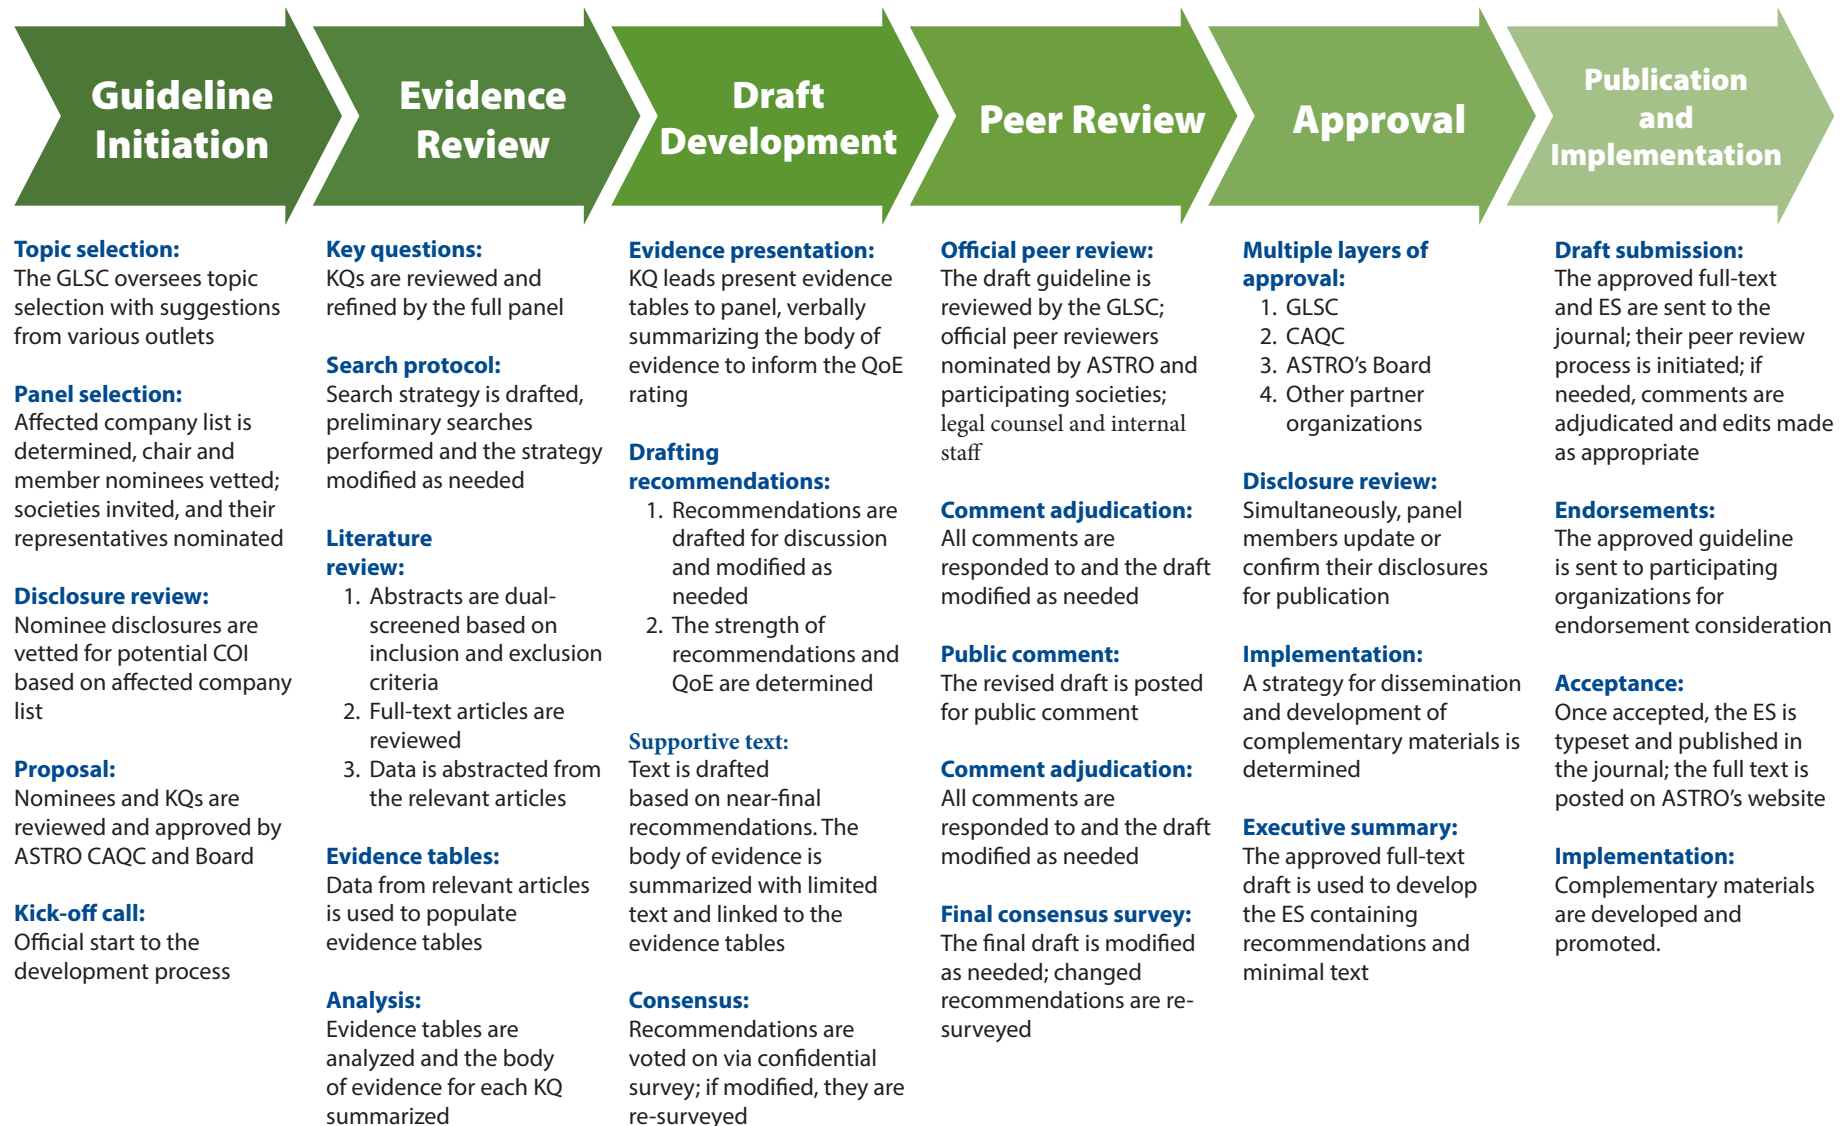 Guideline
Initiation
Evidence
Review
Draft
Development
Peer Review
Approval
Publication
and
Implementation
Topic selection:
The GLSC oversees topic
selection with suggestions
from various outlets
Panel selection:
Affected company list is
determined, chair and
member nominees vetted;
societies invited, and their
representatives nominated
Disclosure review:
Nominee disclosures are
vetted for potential COI
based on affected company
list
Proposal:
Nominees and KQs are
reviewed and approved by
ASTRO CAQC and Board
Kick-off call:
Official start to the
development process
Key questions:
KQs are reviewed and
refined by the full panel
Search protocol:
Search strategy is drafted,
preliminary searches
performed and the strategy
modified as needed
Literature
review:
1. Abstracts are dual-
screened based on
inclusion and exclusion
criteria
2. Full-text articles are
reviewed
3. Data is abstracted from
the relevant articles
Evidence tables:
Data from relevant articles
is used to populate
evidence tables
Analysis:
Evidence tables are
analyzed and the body
of evidence for each KQ
summarized
Evidence presentation:
KQ leads present evidence
tables to panel, verbally
summarizing the body of
evidence to inform the QoE
rating
Drafting
recommendations:
1. Recommendations are
drafted for discussion
and modified as
needed
2. The strength of
recommendations and
QoE are determined
Supportive text:
Text is drafted
based on near-final
recommendations. The
body of evidence is
summarized with limited
text and linked to the
evidence tables
Consensus:
Recommendations are
voted on via confidential
survey; if modified, they are
re-surveyed
Official peer review:
The draft guideline is
reviewed by the GLSC;
official peer reviewers
nominated by ASTRO and
participating societies;
legal counsel and internal
staff
Comment adjudication:
All comments are
responded to and the draft
modified as needed
Public comment:
The revised draft is posted
for public comment
Comment adjudication:
All comments are
responded to and the draft
modified as needed
Final consensus survey:
The final draft is modified
as needed; changed
recommendations are re-
surveyed
Multiple layers of
approval:
1. GLSC
2. CAQC
3. ASTRO's Board
4. Other partner
organizations
Disclosure review:
Simultaneously, panel
members update or
confirm their disclosures
for publication
Implementation:
A strategy for dissemination
and development of
complementary materials is
determined
Executive summary:
The approved full-text
draft is used to develop
the ES containing
recommendations and
minimal text
Draft submission:
The approved full-text
and ES are sent to the
journal; their peer review
process is initiated; if
needed, comments are
adjudicated and edits made
as appropriate
Endorsements:
The approved guideline
is sent to participating
organizations for
endorsement consideration
Acceptance:
Once accepted, the ES is
typeset and published in
the journal; the full text is
posted on ASTRO's website
Implementation:
Complementary materials
are developed and
promoted.